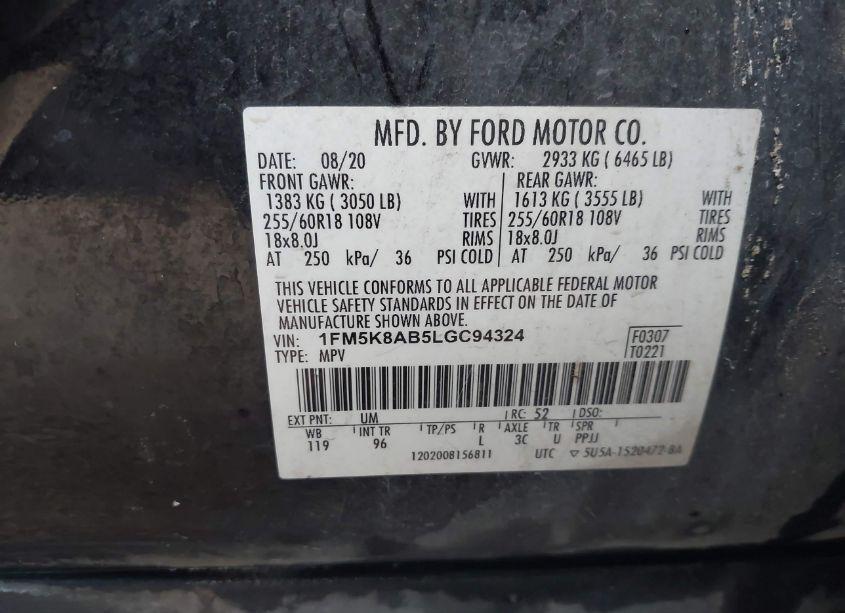 MFD. BY FORD MOTOR CO.
DATE: 08/20 GVWR: 2933 KG ( 6465 LB)
FRONT GAWR: REAR GAWR:
1383 KG ( 3050 LB) WITH 1613 KG ( 3555 LB) WITH
255/60R18 108V TIRES 255/60R18 108V TIRES
18x8.0J RIMS 18x8.0J RIMS
AT 250 kPa/ 36 PSI COLD AT 250 kPa/ 36 PSI COLD
THIS VEHICLE CONFORMS TO ALL APPLICABLE FEDERAL MOTOR
VEHICLE SAFETY STANDARDS IN EFFECT ON THE DATE OF
MANUFACTURE SHOWN ABOVE.
VIN: 1FM5K8AB5LGC94324 F0307
TYPE: MPV T0221
EXT PNT: UM RC: 52 DSO:
WB INT TR TP/PS R AXLE TR SPR
119 96 L 3C U PPJJ
1202008156811 UTC ▽ 5U5A-1520472-BA